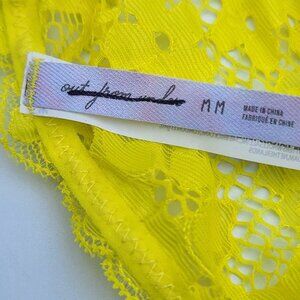 out from under
M M
MADE IN CHINA
FABRIQUÉ EN CHINE